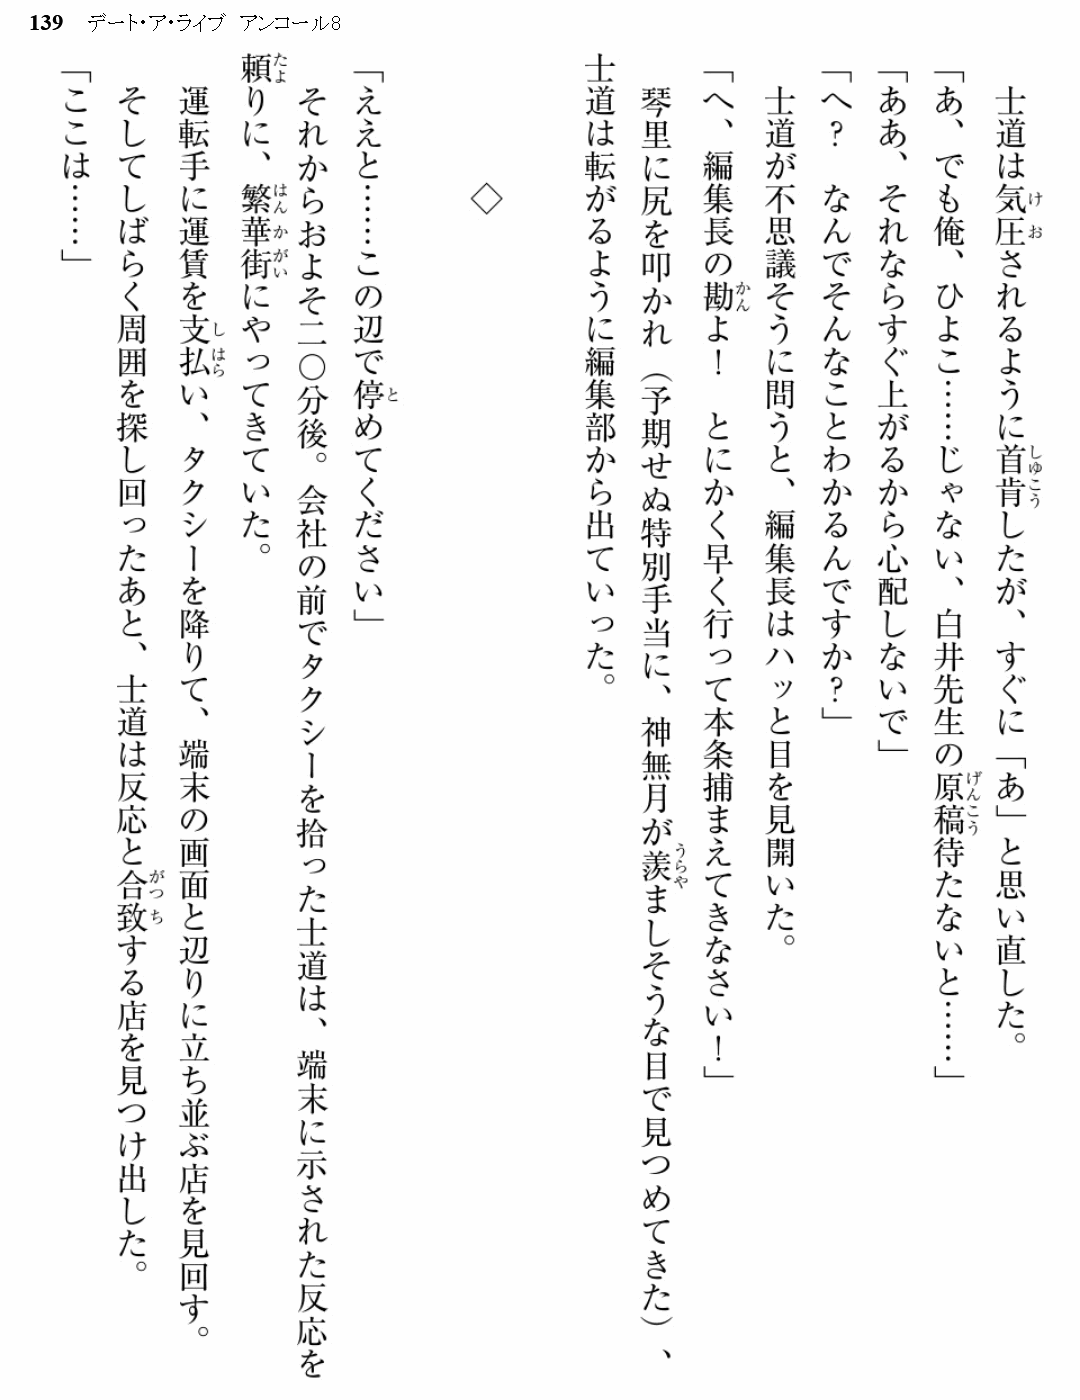 139 デート・ア・ライブ アンコール8
士道は気圧されるように首肯したが、すぐに「あ」と思い直した。
「あ、でも俺、ひよこ……じゃない、白井先生の原稿待たないと……」
「ああ、それならすぐ上がるから心配しないで」
「へ？　なんでそんなことわかるんですか？」
士道が不思議そうに問うと、編集長はハッと目を見開いた。
「へ、編集長の勘よ！　とにかく早く行って本条捕まえてきなさい！」
琴里に尻を叩かれ（予期せぬ特別手当に、神無月が羨ましそうな目で見つめてきた）、
士道は転がるように編集部から出ていった。
◇
「ええと……この辺で停めてください」
それからおよそ二〇分後。会社の前でタクシーを拾った士道は、端末に示された反応を
頼りに、繁華街にやってきていた。
運転手に運賃を支払い、タクシーを降りて、端末の画面と辺りに立ち並ぶ店を見回す。
そしてしばらく周囲を探し回ったあと、士道は反応と合致する店を見つけ出した。
「ここは……」